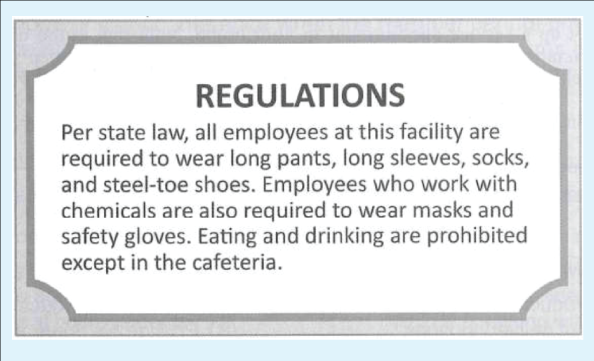 REGULATIONS
Per state law, all employees at this facility are
required to wear long pants, long sleeves, socks,
and steel-toe shoes. Employees who work with
chemicals are also required to wear masks and
safety gloves. Eating and drinking are prohibited
except in the cafeteria.